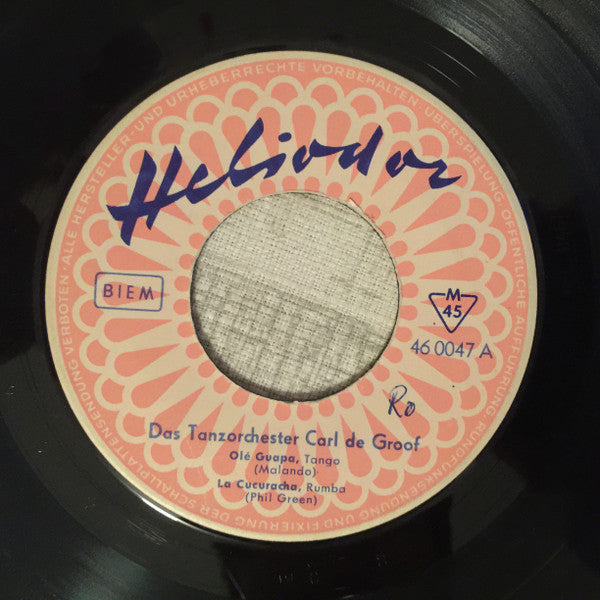 ALLE HERSTELLER- UND URHEBERRECHTE VORBEHALTEN · ÜBERSPIELUNG, ÖFFENTLICHE AUFFÜHRUNG, RUNDFUNKSENDUNG UND FIXIERUNG DER SCHALLPLATTENSENDUNG VERBOTEN ·
Heliodor
BIEM
M
45
46 0047 A
Ro
Das Tanzorchester Carl de Groof
Olé Guapa, Tango
(Malando)
La Cucuracha, Rumba
(Phil Green)